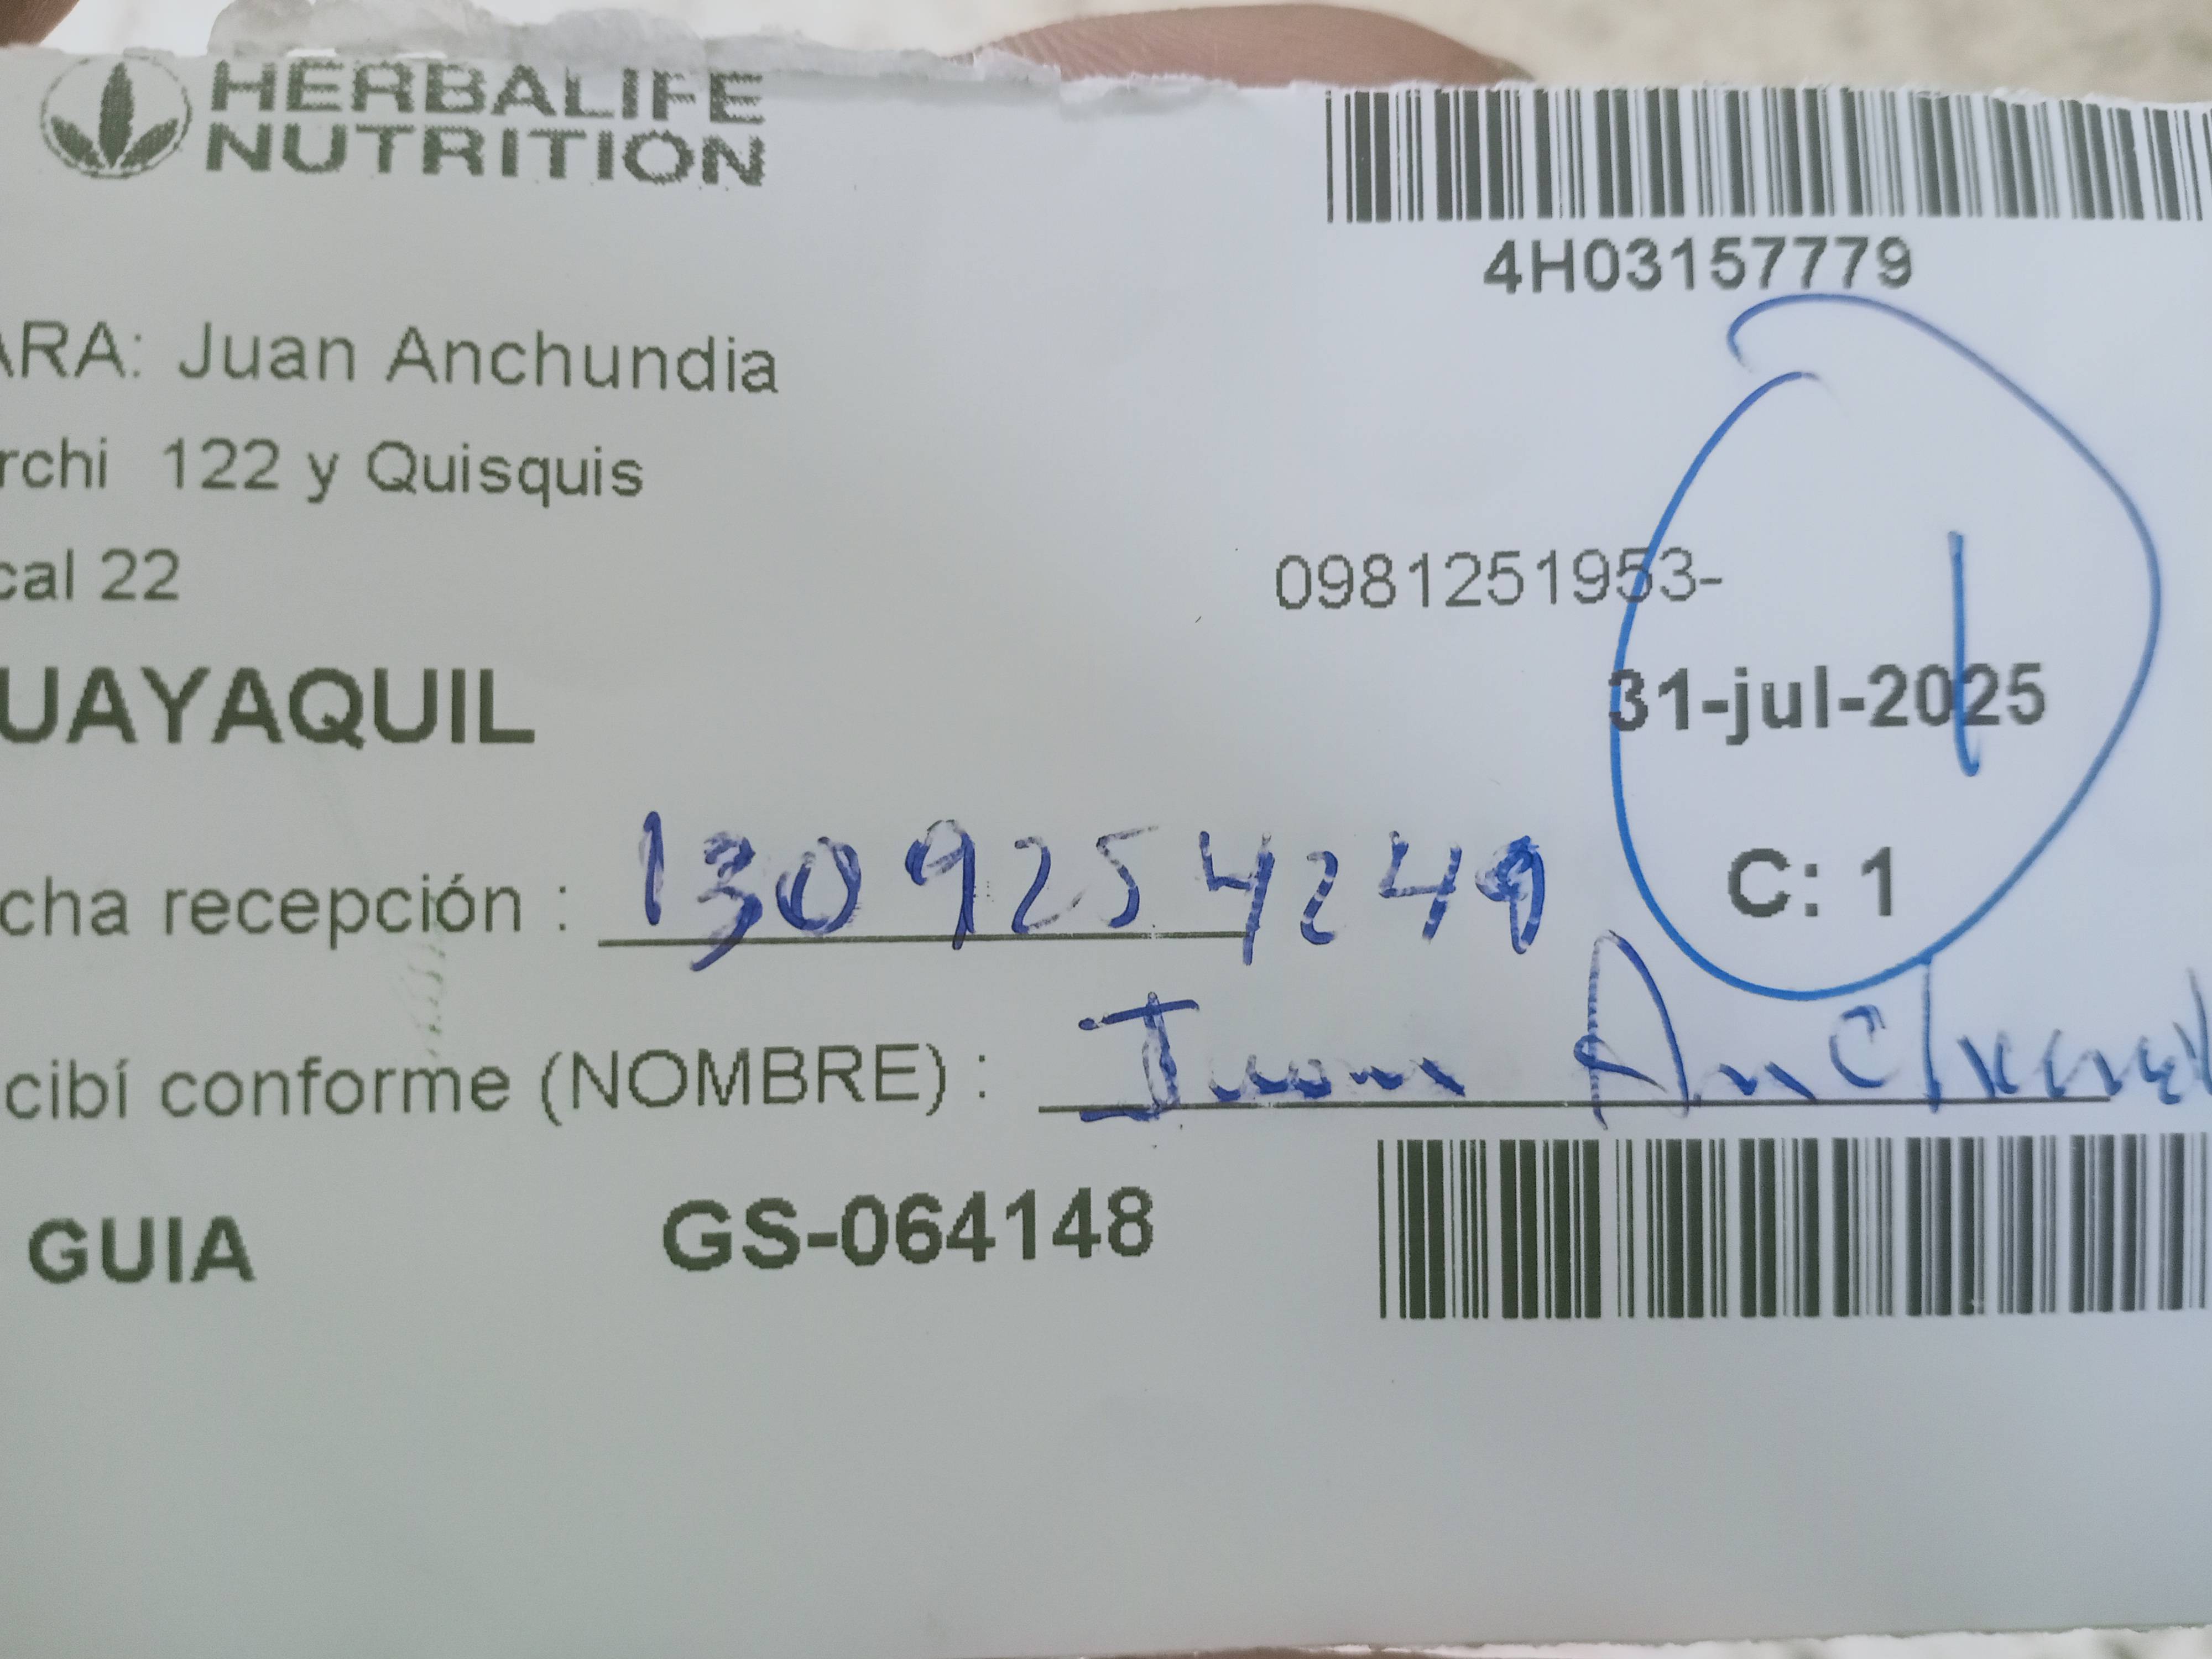 HERBALIFE
NUTRITION
4H03157779
ARA: Juan Anchundia
rchi 122 y Quisquis
cal 22
0981251953-
UAYAQUIL
31-jul-2025
C: 1
cha recepción : 1309254249
cibí conforme (NOMBRE) : Juan Anchund
GUIA GS-064148